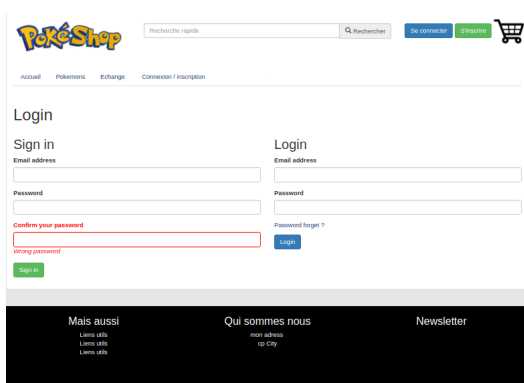 PokéShop
Recherche rapide
Rechercher
Se connecter
S'inscrire
Accueil
Pokemons
Echange
Connexion / inscription
Login
Sign in
Email address
Password
Confirm your password
Wrong password
Sign in
Login
Email address
Password
Password forget ?
Login
Mais aussi
Liens utils
Liens utils
Liens utils
Qui sommes nous
mon adress
cp City
Newsletter